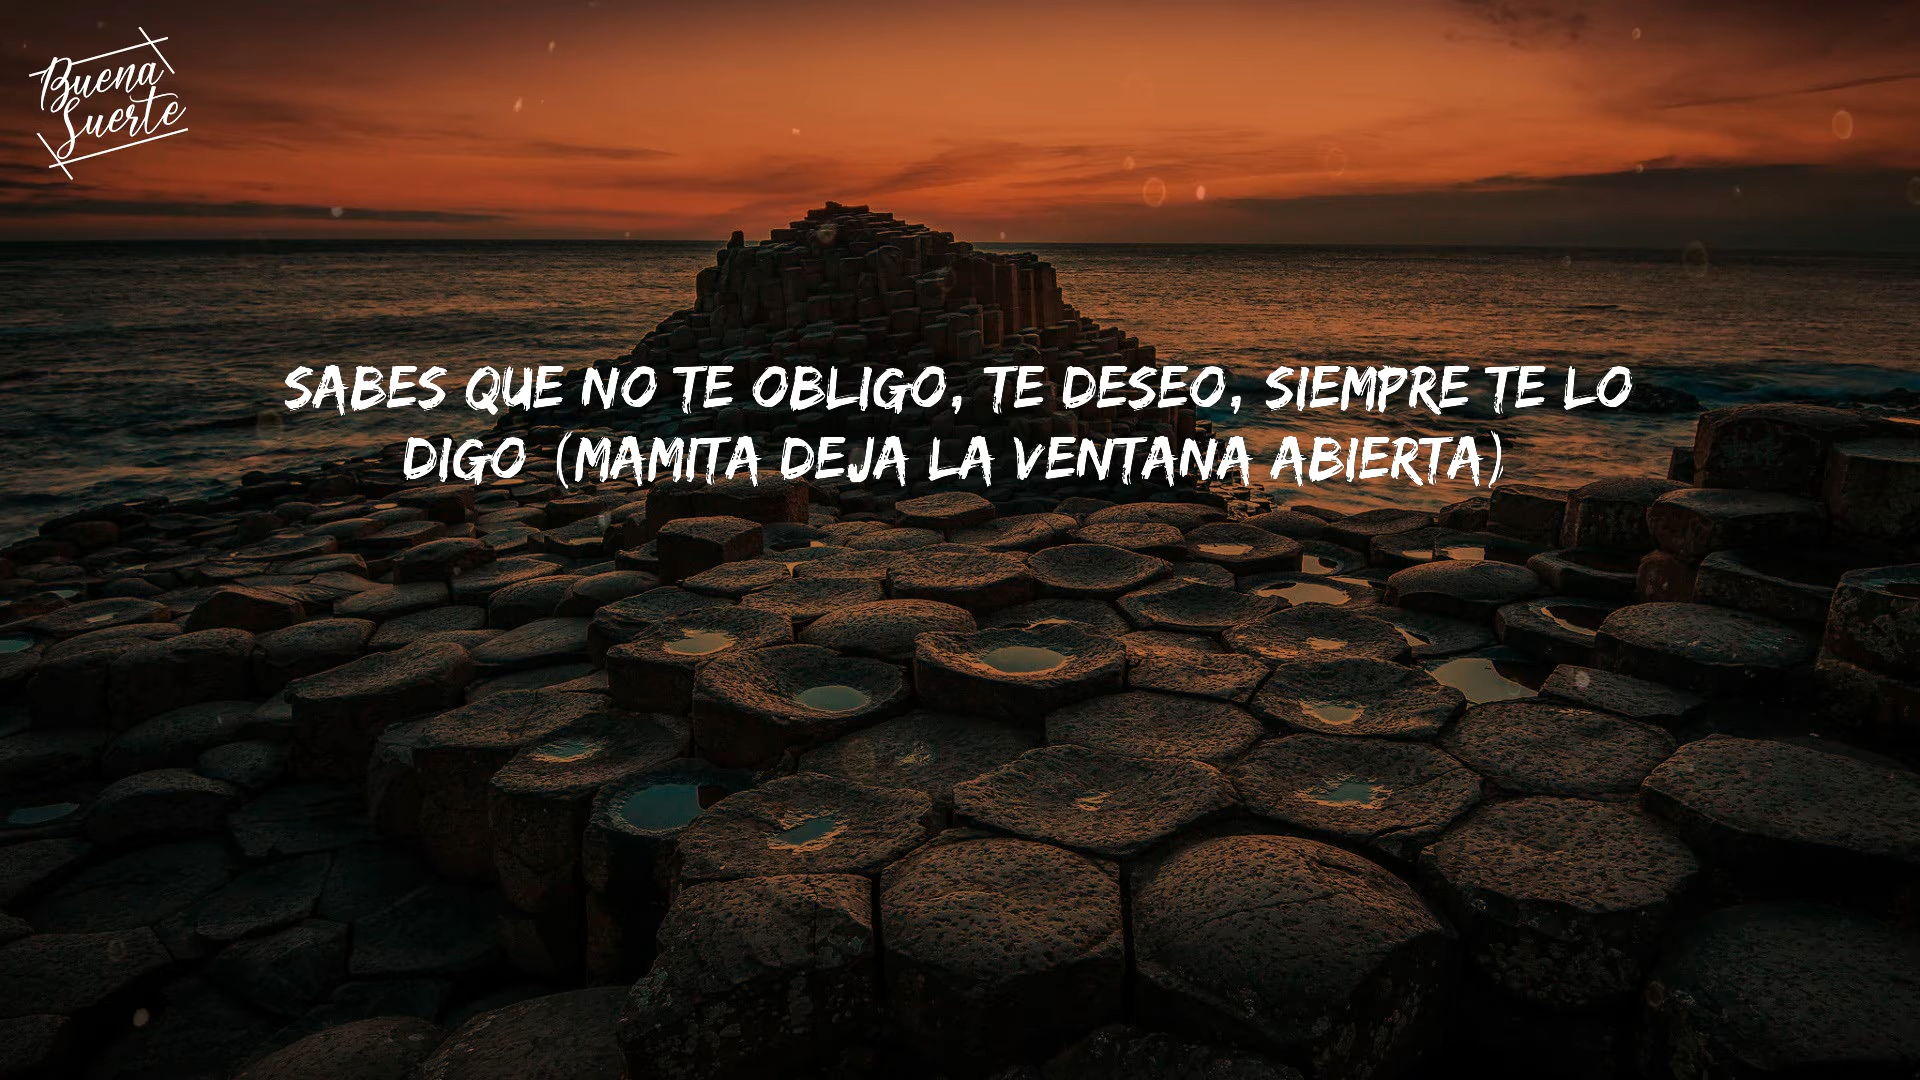 Buena
Suerte
SABES QUE NO TE OBLIGO, TE DESEO, SIEMPRE TE LO
DIGO (MAMITA DEJA LA VENTANA ABIERTA)